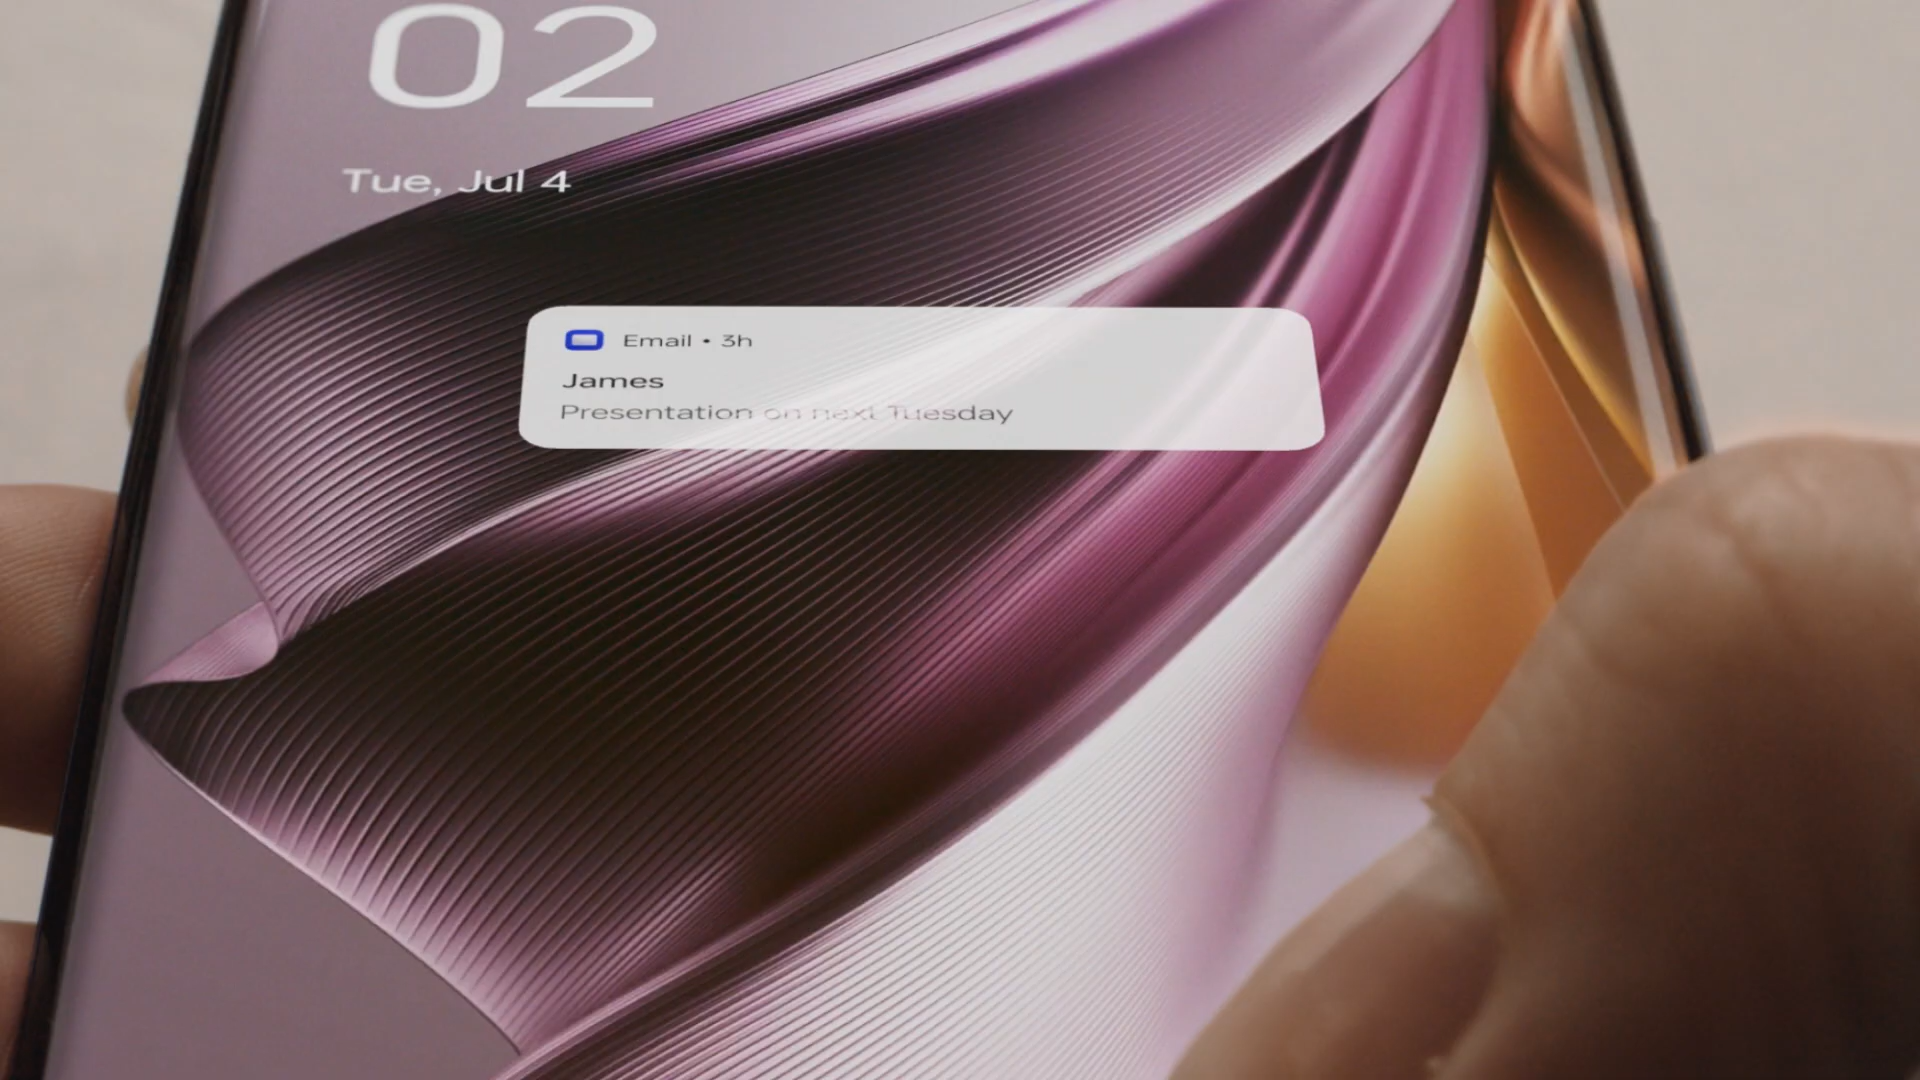 02
Tue, Jul 4
Email • 3h
James
Presentation on next Tuesday